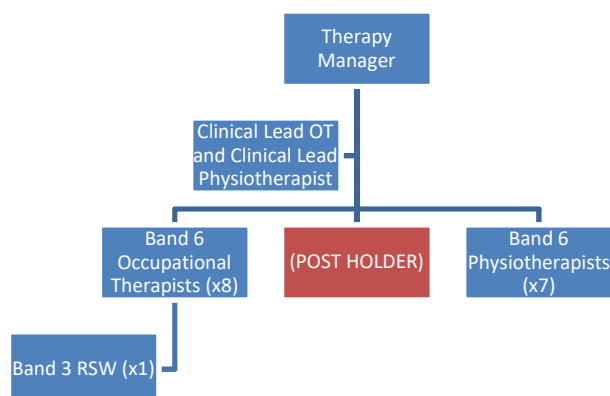 Therapy
Manager
Clinical Lead OT
and Clinical Lead
Physiotherapist
Band 6
Occupational
Therapists (x8)
(POST HOLDER)
Band 6
Physiotherapists
(x7)
Band 3 RSW (x1)